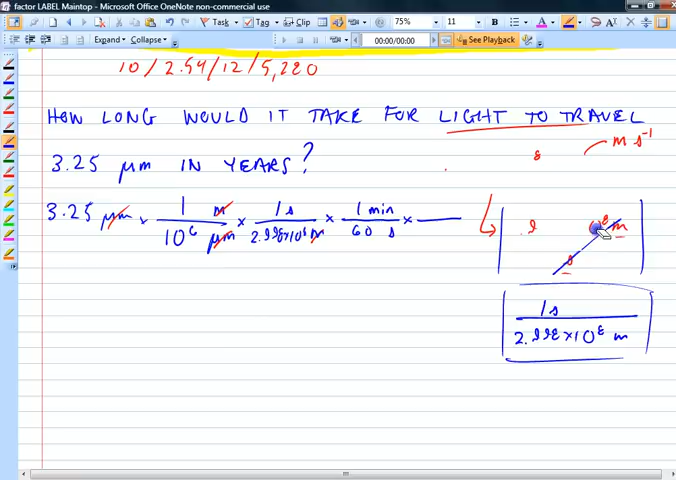 factor LABEL Maintop - Microsoft OneNote non-commercial use
75% 11 B
Task Tag Clip 00:00/00:00
Expand Collapse See Playback
10 / 2.54 / 12 / 5,280
HOW LONG WOULD IT TAKE FOR LIGHT TO TRAVEL
m s⁻¹
3.25 μm IN YEARS?
3.25 μm × 1 m / 10⁶ μm × 1 s / 2.998×10⁸ m × 1 min / 60 s ×
1 s
2.998×10⁸ m